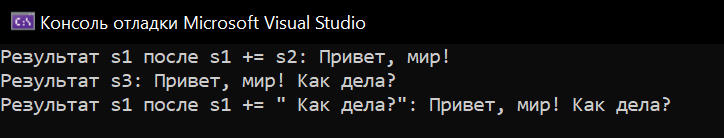 Консоль отладки Microsoft Visual Studio
Результат s1 после s1 += s2: Привет, мир!
Результат s3: Привет, мир! Как дела?
Результат s1 после s1 += " Как дела?": Привет, мир! Как дела?